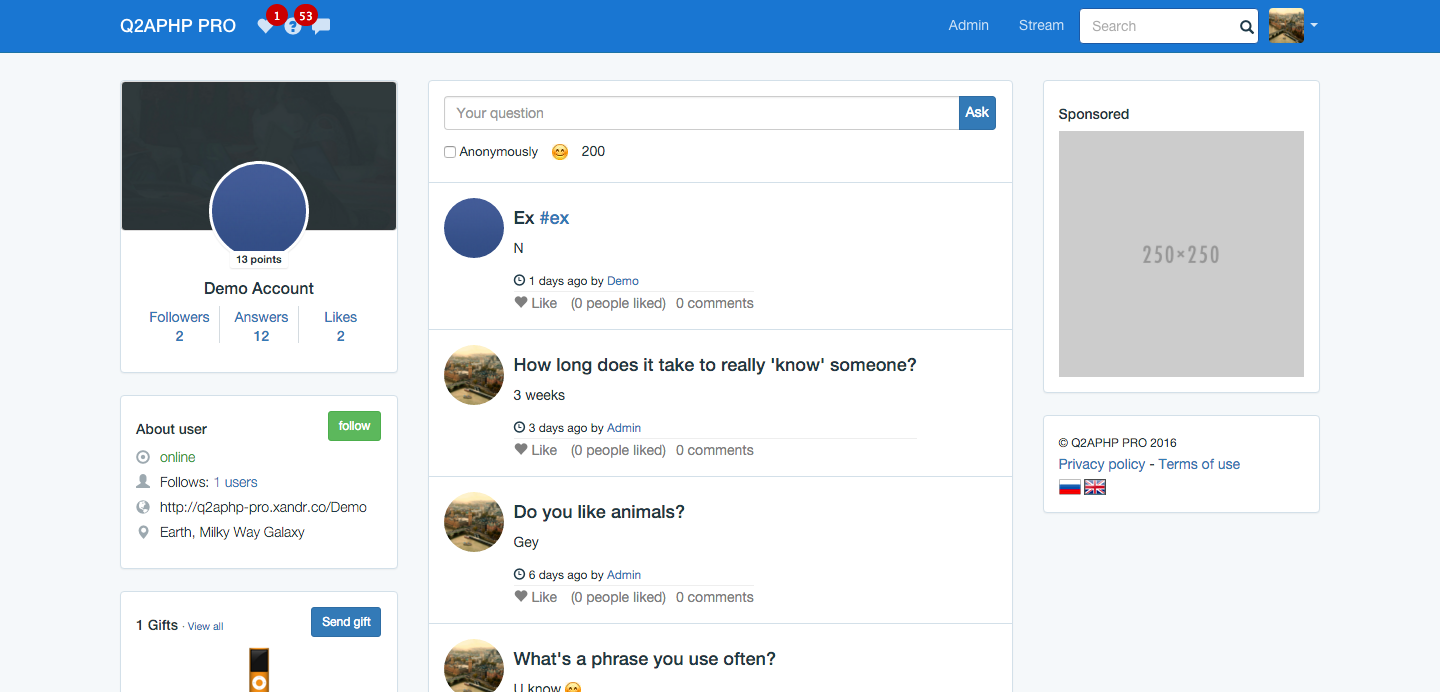 Q2APHP PRO
1
53
Admin
Stream
Search
13 points
Demo Account
Followers
2
Answers
12
Likes
2
About user
follow
online
Follows: 1 users
http://q2aphp-pro.xandr.co/Demo
Earth, Milky Way Galaxy
1 Gifts · View all
Send gift
Your question
Ask
Anonymously 😊 200
Ex #ex
N
1 days ago by Demo
Like (0 people liked) 0 comments
How long does it take to really 'know' someone?
3 weeks
3 days ago by Admin
Like (0 people liked) 0 comments
Do you like animals?
Gey
6 days ago by Admin
Like (0 people liked) 0 comments
What's a phrase you use often?
U know 😊
Sponsored
250×250
© Q2APHP PRO 2016
Privacy policy - Terms of use